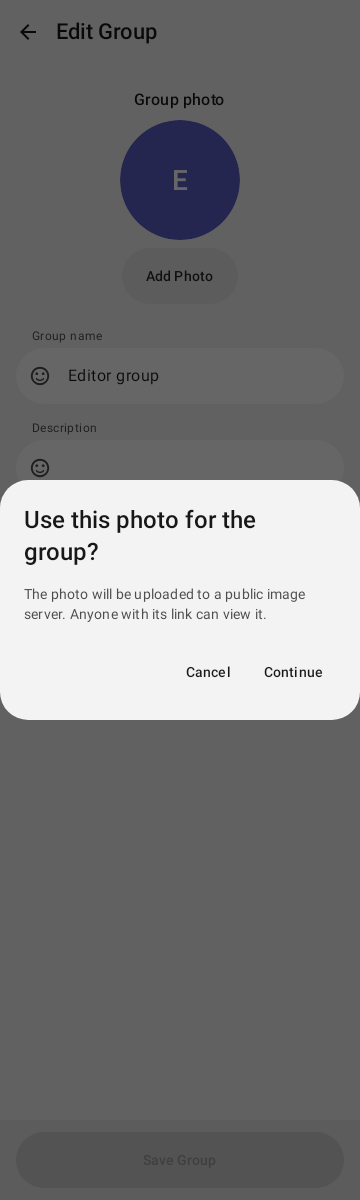 Edit Group
Group photo
E
Add Photo
Group name
Editor group
Description
Use this photo for the
group?
The photo will be uploaded to a public image
server. Anyone with its link can view it.
Cancel
Continue
Save Group